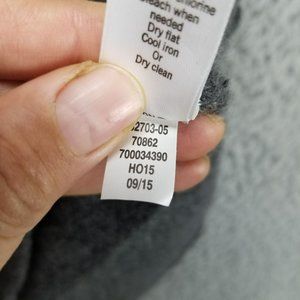 bleach when
needed
Dry flat
Cool iron
Or
Dry clean
70862
700034390
HO15
09/15